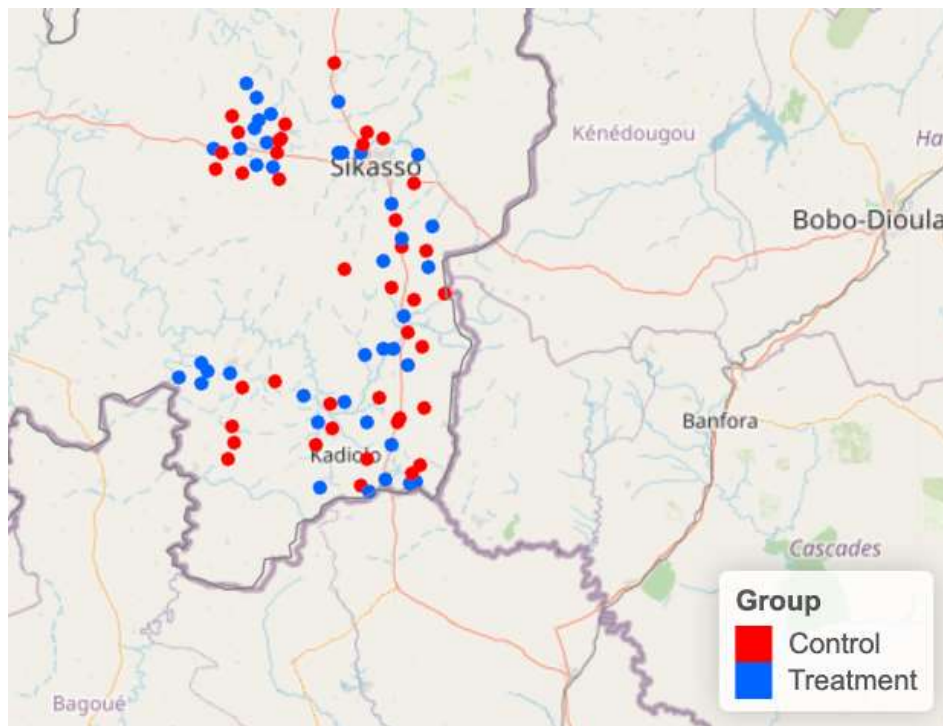 Kénédougou
Ha
Sikasso
Bobo-Dioula
Banfora
Kadiolo
Cascades
Group
Control
Treatment
Bagoué